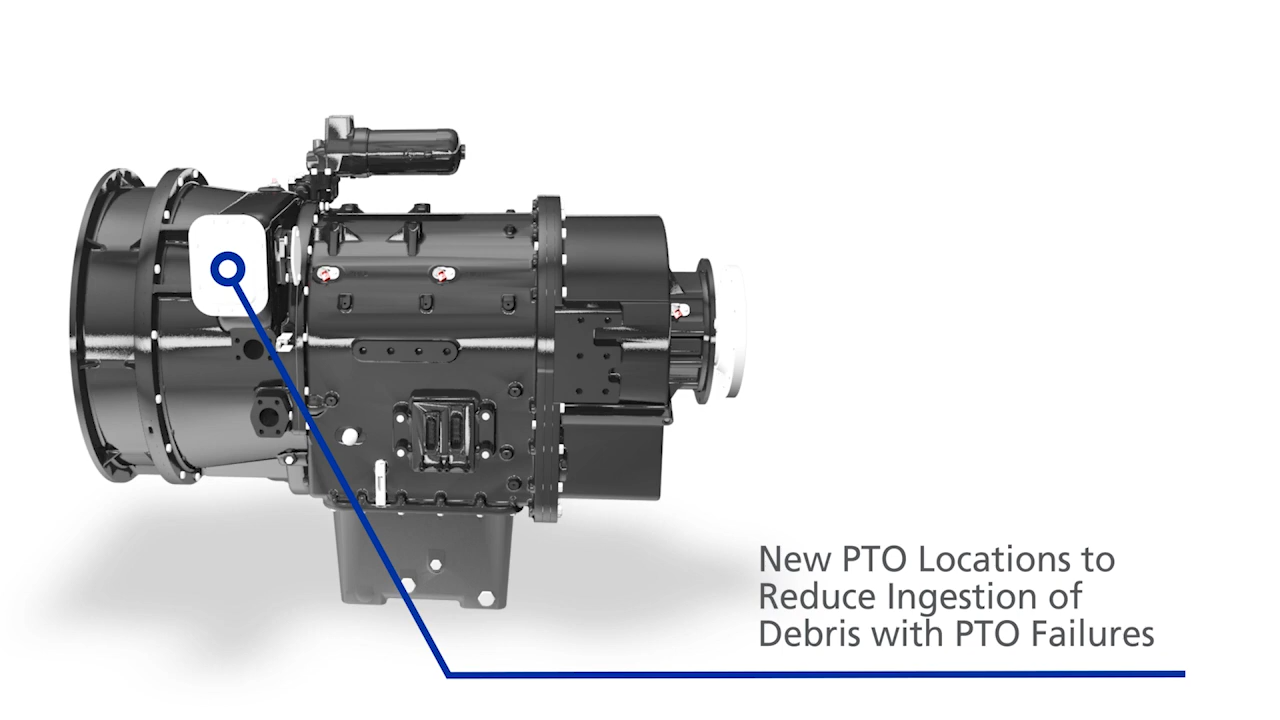 New PTO Locations to
Reduce Ingestion of
Debris with PTO Failures